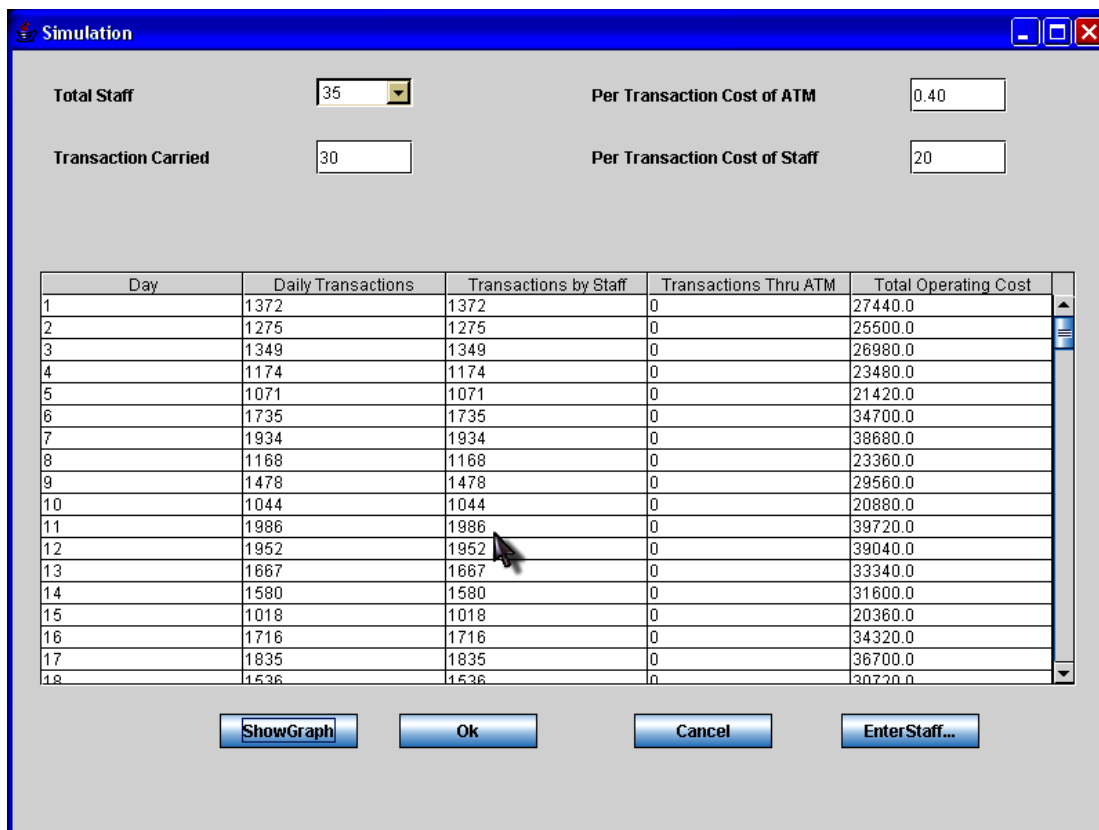 Simulation
Total Staff 35 Per Transaction Cost of ATM 0.40
Transaction Carried 30 Per Transaction Cost of Staff 20
Day Daily Transactions Transactions by Staff Transactions Thru ATM Total Operating Cost
1 1372 1372 0 27440.0
2 1275 1275 0 25500.0
3 1349 1349 0 26980.0
4 1174 1174 0 23480.0
5 1071 1071 0 21420.0
6 1735 1735 0 34700.0
7 1934 1934 0 38680.0
8 1168 1168 0 23360.0
9 1478 1478 0 29560.0
10 1044 1044 0 20880.0
11 1986 1986 0 39720.0
12 1952 1952 0 39040.0
13 1667 1667 0 33340.0
14 1580 1580 0 31600.0
15 1018 1018 0 20360.0
16 1716 1716 0 34320.0
17 1835 1835 0 36700.0
18 1536 1536 0 30720.0
ShowGraph Ok Cancel EnterStaff...